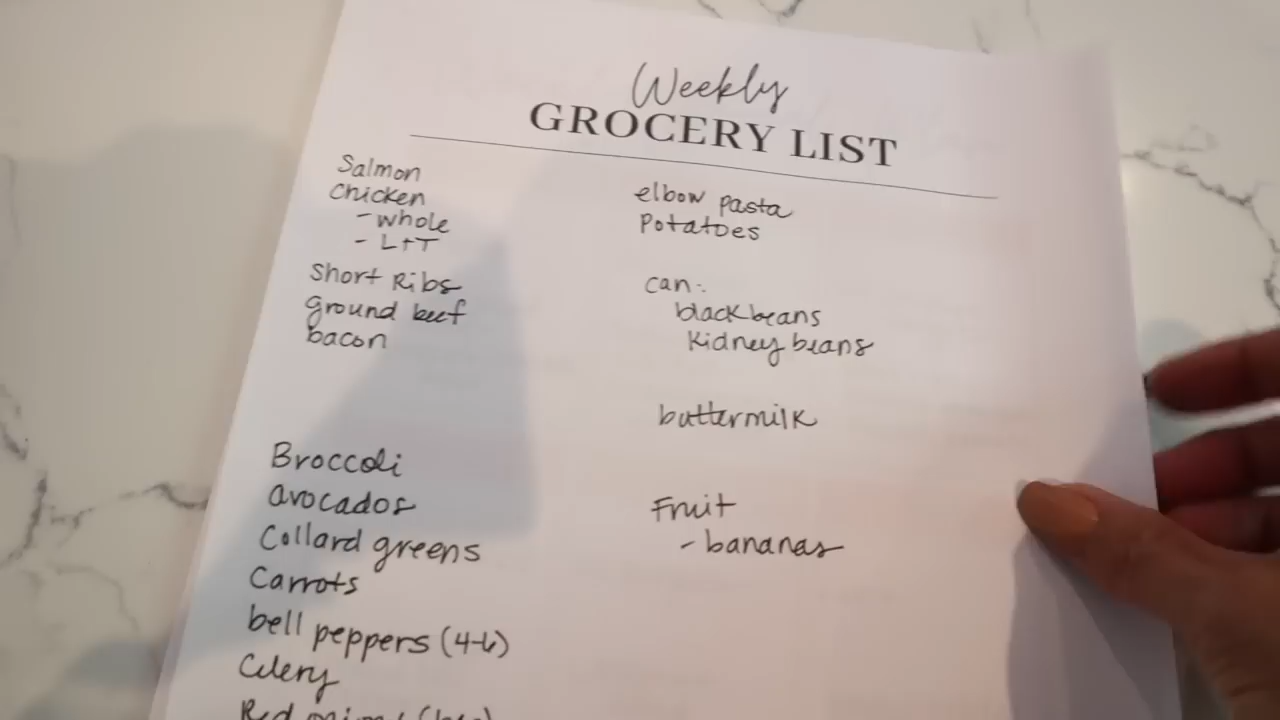 Weekly
GROCERY LIST
Salmon
Chicken
- whole
- L+T
Short Ribs
ground beef
bacon
Broccoli
avocados
Collard greens
Carrots
bell peppers (4-6)
Celery
Red
elbow pasta
Potatoes
can:
black beans
Kidney beans
buttermilk
Fruit
- bananas